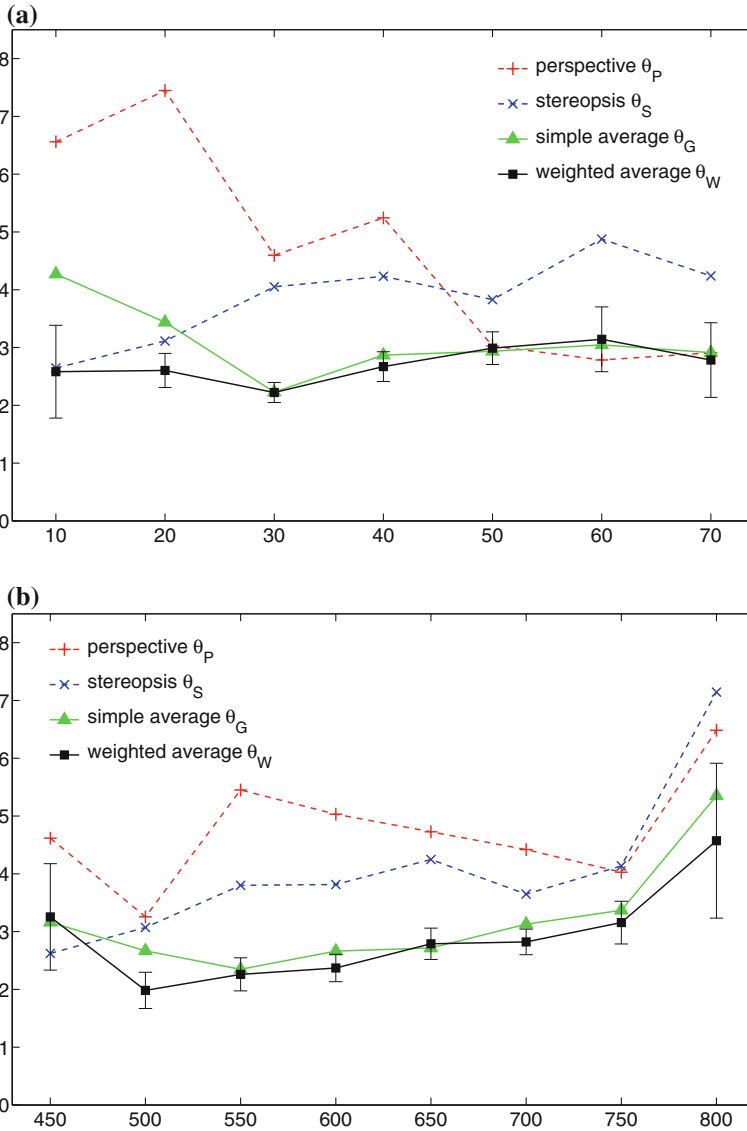 (a)
8
7
6
5
4
3
2
1
0
10 20 30 40 50 60 70
perspective θP
stereopsis θS
simple average θG
weighted average θW
(b)
8
7
6
5
4
3
2
1
0
450 500 550 600 650 700 750 800
perspective θP
stereopsis θS
simple average θG
weighted average θW